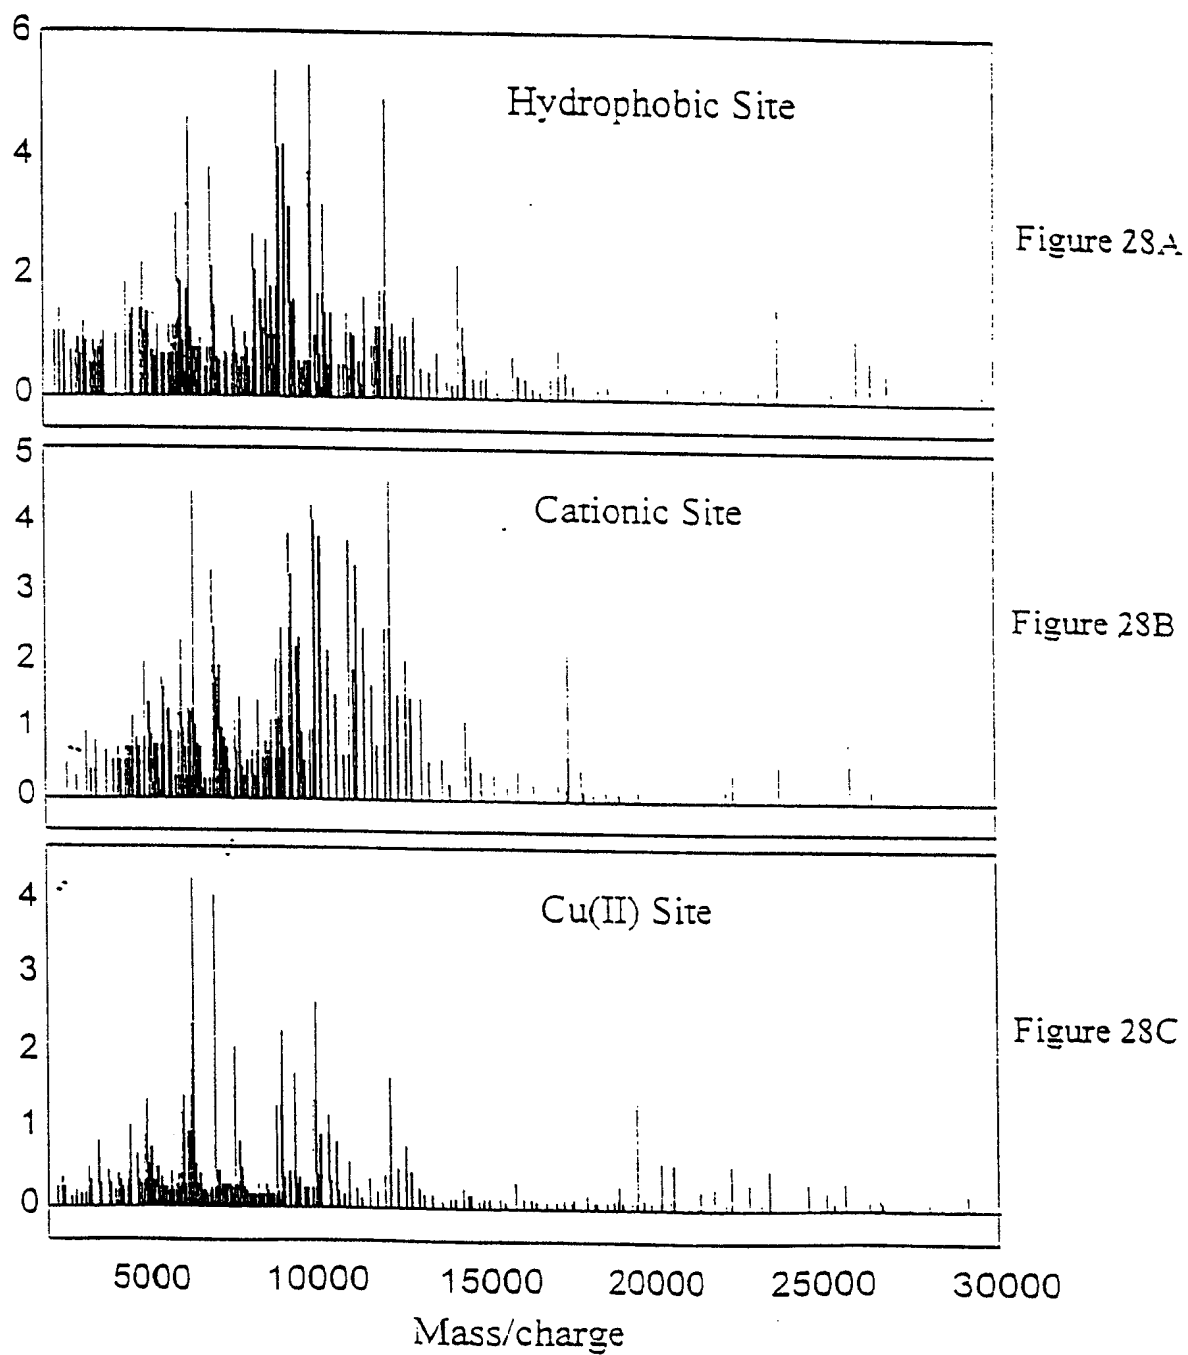 6
Hydrophobic Site
4
Figure 28A
2
0
5
4
Cationic Site
3
Figure 28B
2
1
0
4
Cu(II) Site
3
Figure 28C
2
1
0
5000 10000 15000 20000 25000 30000
Mass/charge